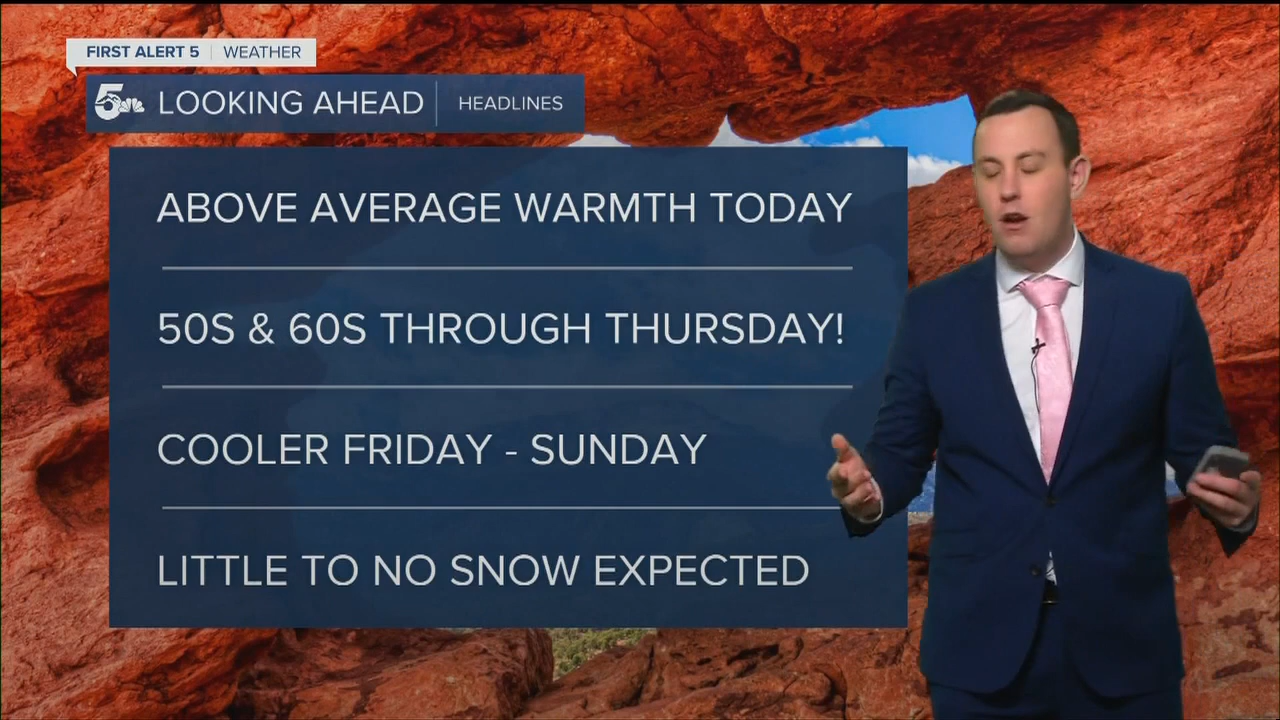 FIRST ALERT 5 | WEATHER
5 LOOKING AHEAD | HEADLINES
ABOVE AVERAGE WARMTH TODAY
50S & 60S THROUGH THURSDAY!
COOLER FRIDAY - SUNDAY
LITTLE TO NO SNOW EXPECTED